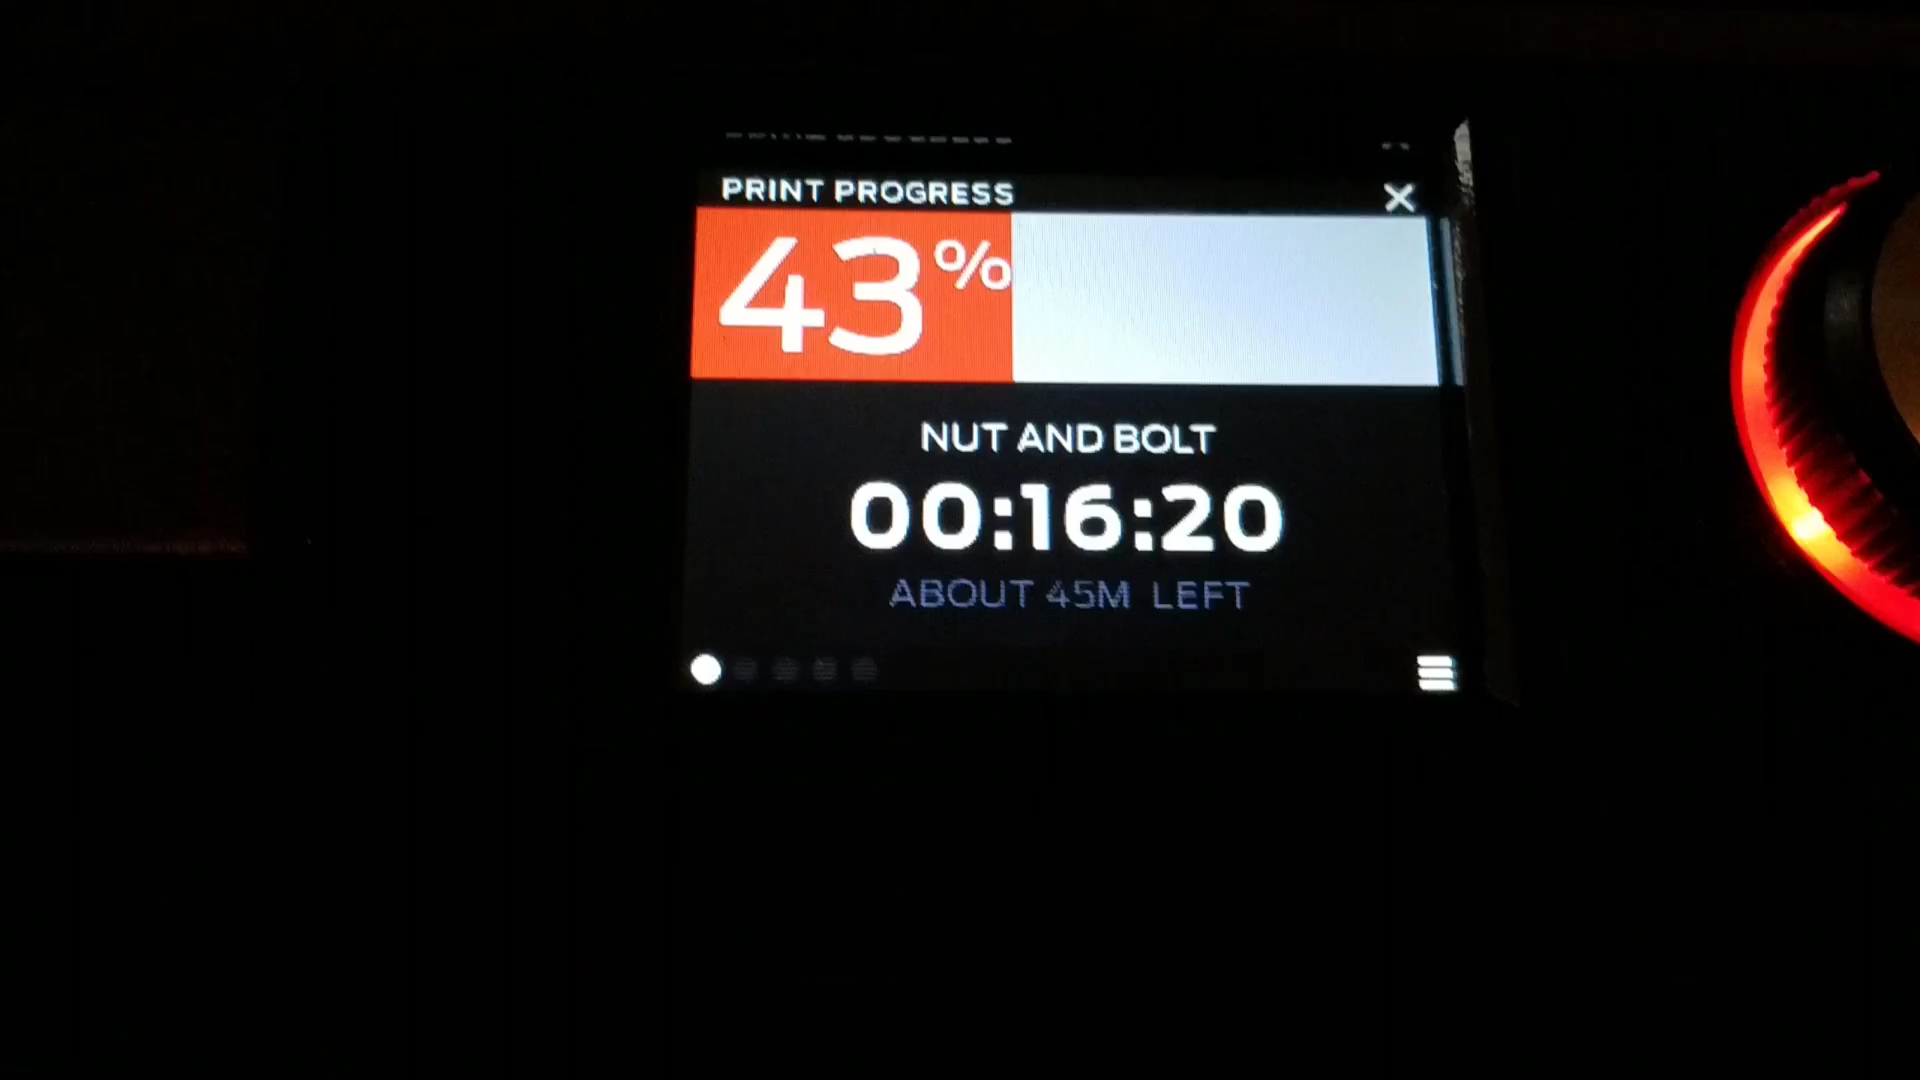 PRINT PROGRESS
43%
NUT AND BOLT
00:16:20
ABOUT 45M LEFT